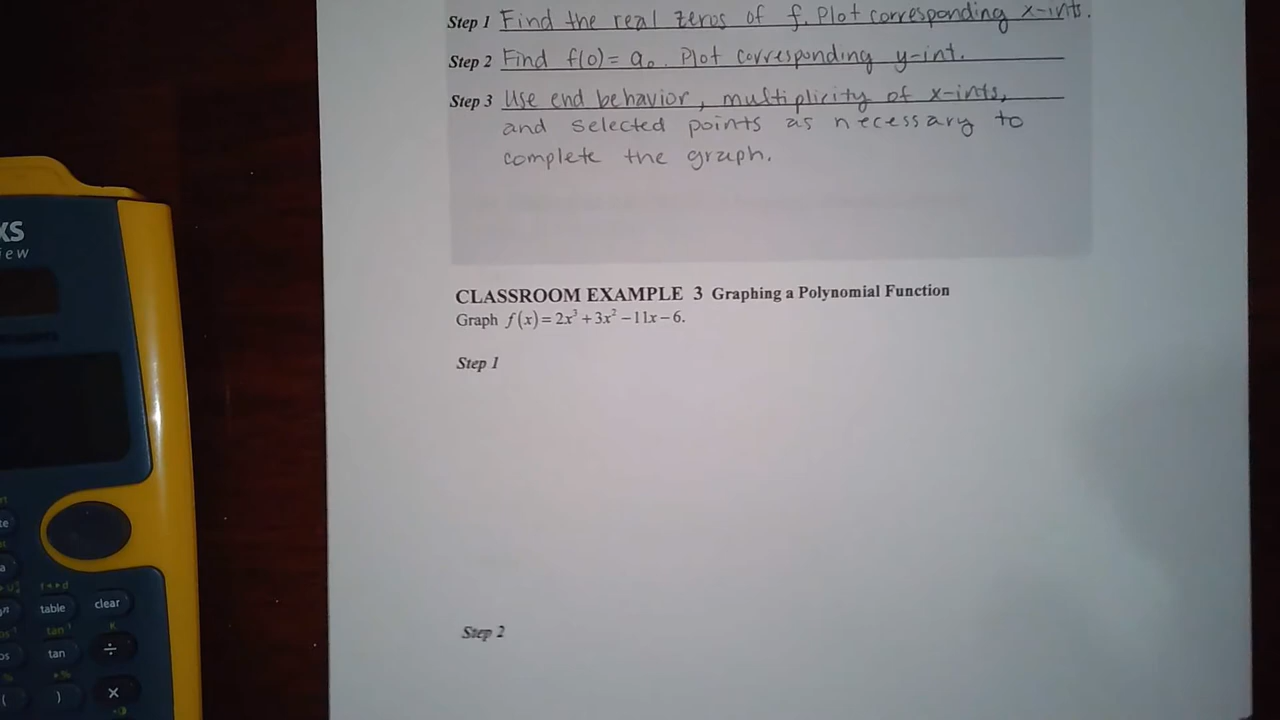 Step 1 Find the real zeros of f. Plot corresponding x-ints.
Step 2 Find f(0) = a₀. Plot corresponding y-int.
Step 3 Use end behavior, multiplicity of x-ints,
and selected points as necessary to
complete the graph.
CLASSROOM EXAMPLE 3 Graphing a Polynomial Function
Graph f(x) = 2x³ + 3x² − 11x − 6.
Step 1
Step 2
table
clear
tan⁻¹
tan
K
÷
)
×
(